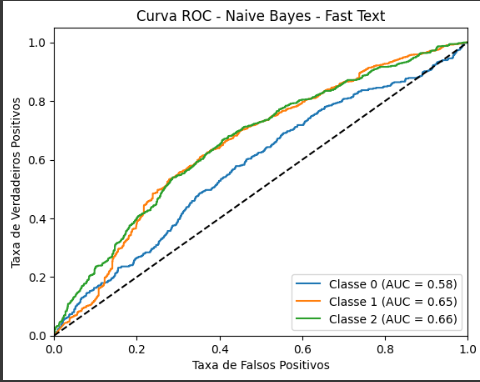 Curva ROC - Naive Bayes - Fast Text
Taxa de Verdadeiros Positivos
1.0
0.8
0.6
0.4
0.2
0.0
0.0 0.2 0.4 0.6 0.8 1.0
Taxa de Falsos Positivos
Classe 0 (AUC = 0.58)
Classe 1 (AUC = 0.65)
Classe 2 (AUC = 0.66)